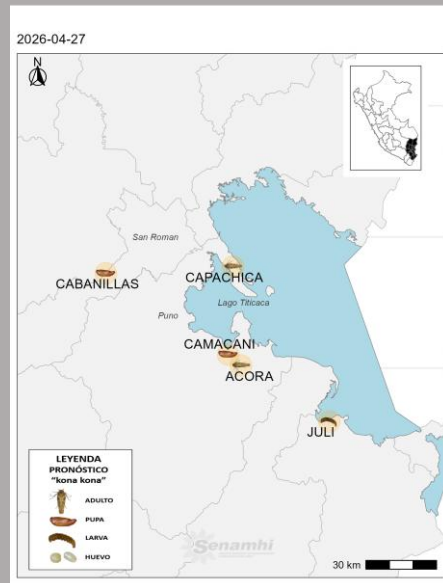 2026-04-27
N
San Roman
CABANILLAS
CAPACHICA
Lago Titicaca
Puno
CAMACANI
ACORA
JULI
LEYENDA
PRONÓSTICO
"kona kona"
ADULTO
PUPA
LARVA
HUEVO
Senamhi
30 km